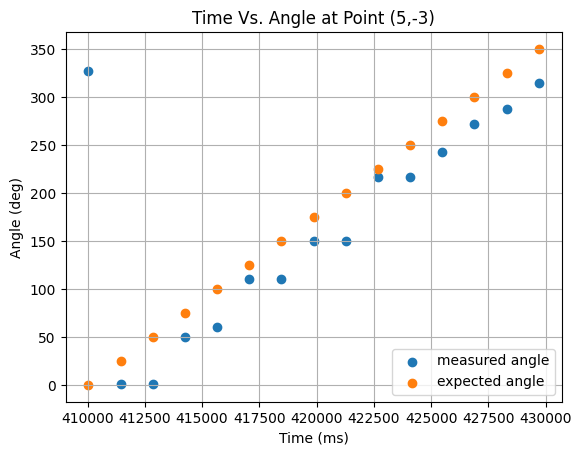 Time Vs. Angle at Point (5,-3)
350
300
250
200
150
100
50
0
Angle (deg)
measured angle
expected angle
410000 412500 415000 417500 420000 422500 425000 427500 430000
Time (ms)